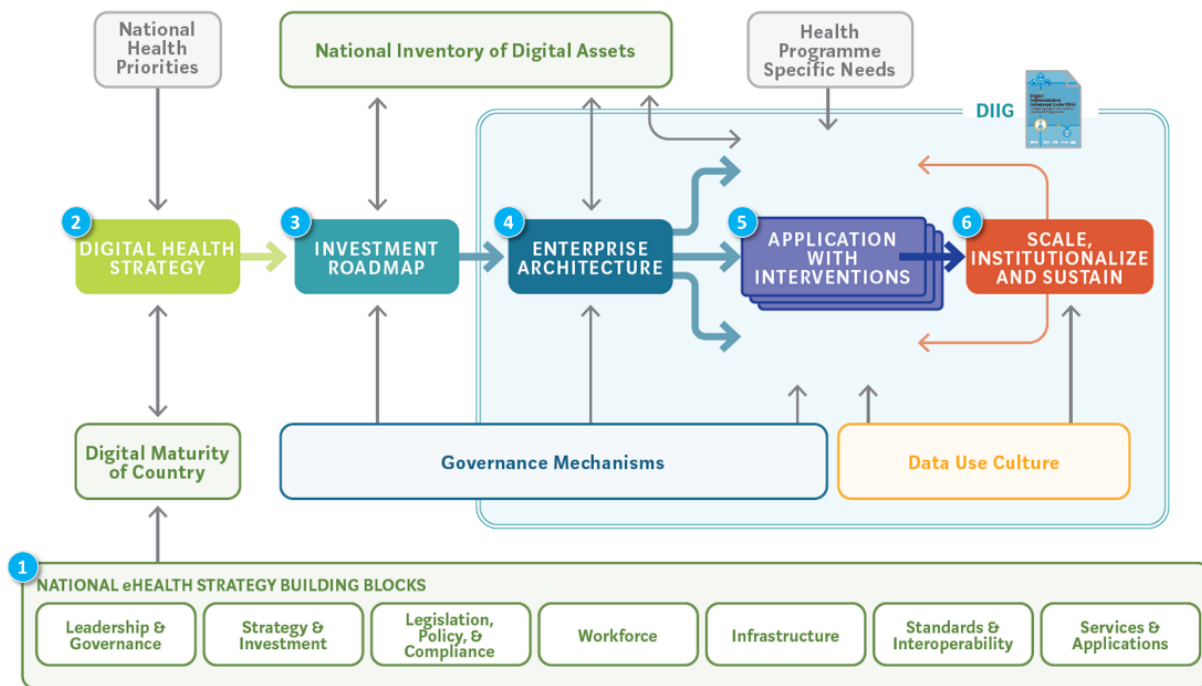 National
Health
Priorities
National Inventory of Digital Assets
Health
Programme
Specific Needs
DIIG
2
DIGITAL HEALTH
STRATEGY
3
INVESTMENT
ROADMAP
4
ENTERPRISE
ARCHITECTURE
5
APPLICATION
WITH
INTERVENTIONS
6
SCALE,
INSTITUTIONALIZE
AND SUSTAIN
Digital Maturity
of Country
Governance Mechanisms
Data Use Culture
1
NATIONAL eHEALTH STRATEGY BUILDING BLOCKS
Leadership &
Governance
Strategy &
Investment
Legislation,
Policy, &
Compliance
Workforce
Infrastructure
Standards &
Interoperability
Services &
Applications